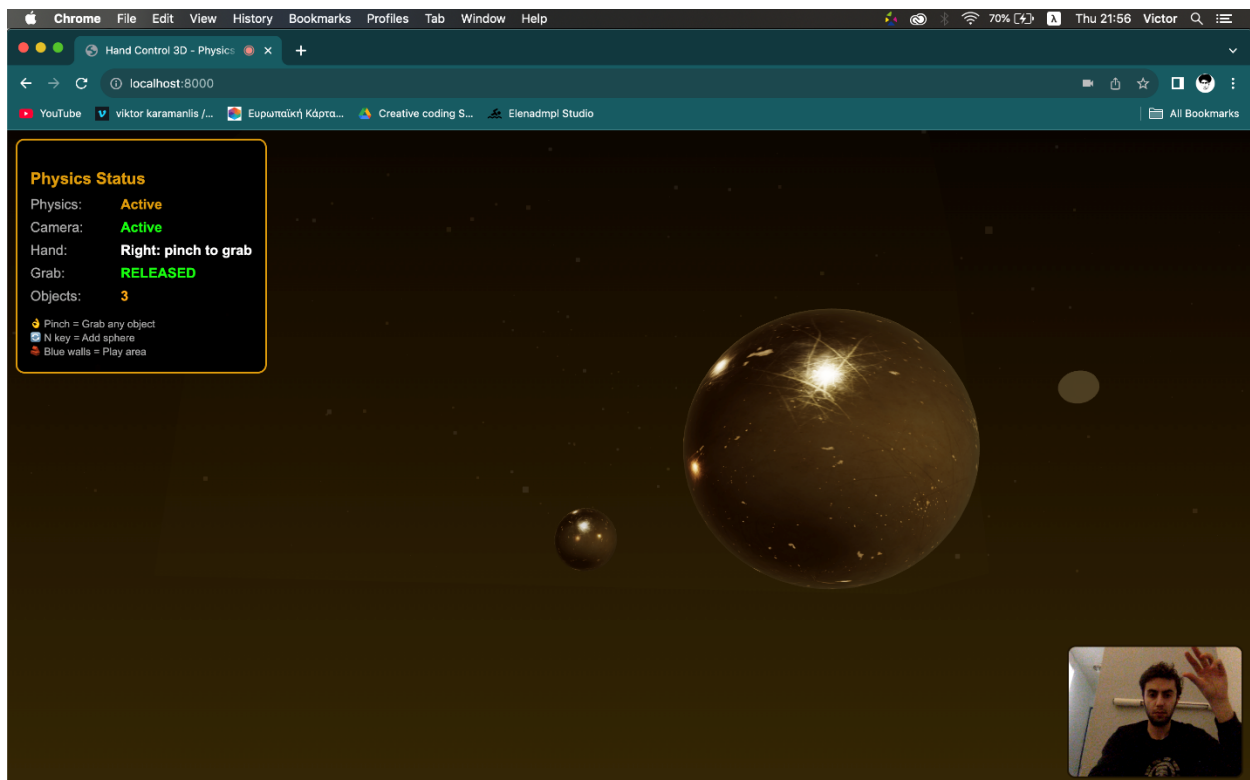 Chrome File Edit View History Bookmarks Profiles Tab Window Help 70% λ Thu 21:56 Victor
Hand Control 3D - Physics
localhost:8000
YouTube viktor karamanlis /... Ευρωπαϊκή Κάρτα... Creative coding S... Elenadmpl Studio All Bookmarks
Physics Status
Physics: Active
Camera: Active
Hand: Right: pinch to grab
Grab: RELEASED
Objects: 3
👌 Pinch = Grab any object
🔄 N key = Add sphere
🧱 Blue walls = Play area